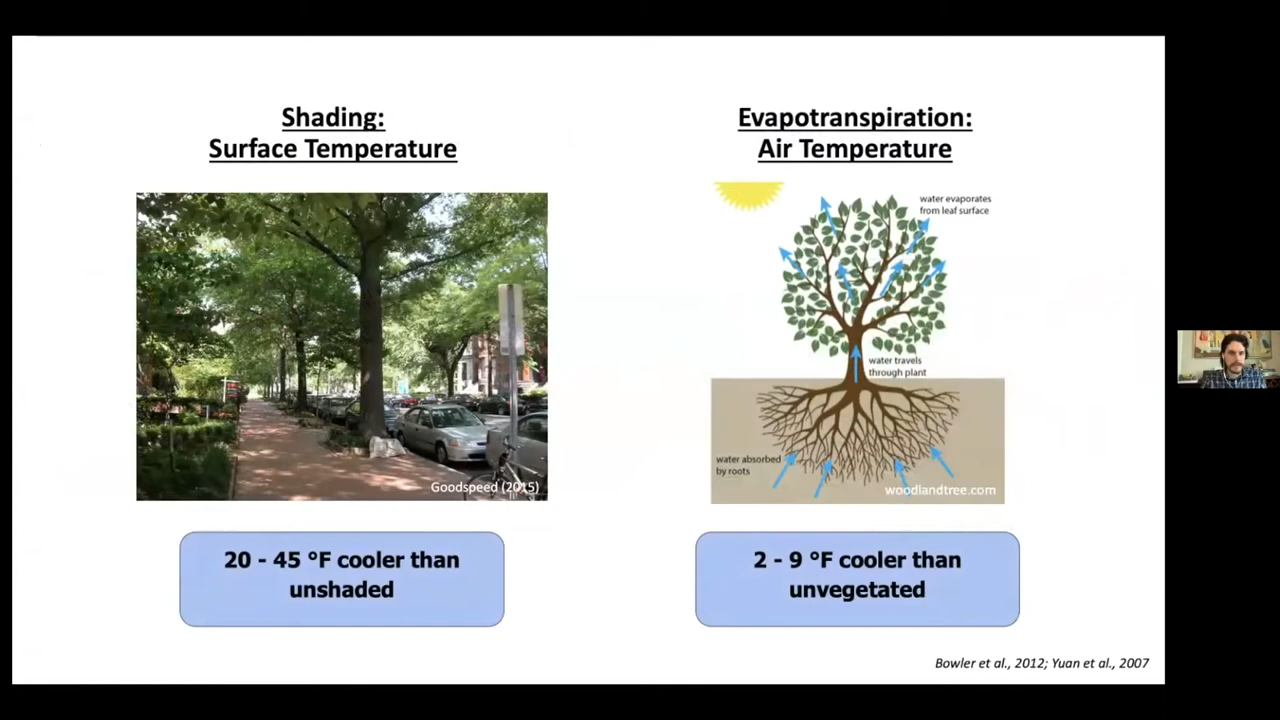 Shading:
Surface Temperature
Goodspeed (2015)
20 - 45 °F cooler than
unshaded
Evapotranspiration:
Air Temperature
water evaporates
from leaf surface
water travels
through plant
water absorbed
by roots
woodlandtree.com
2 - 9 °F cooler than
unvegetated
Bowler et al., 2012; Yuan et al., 2007